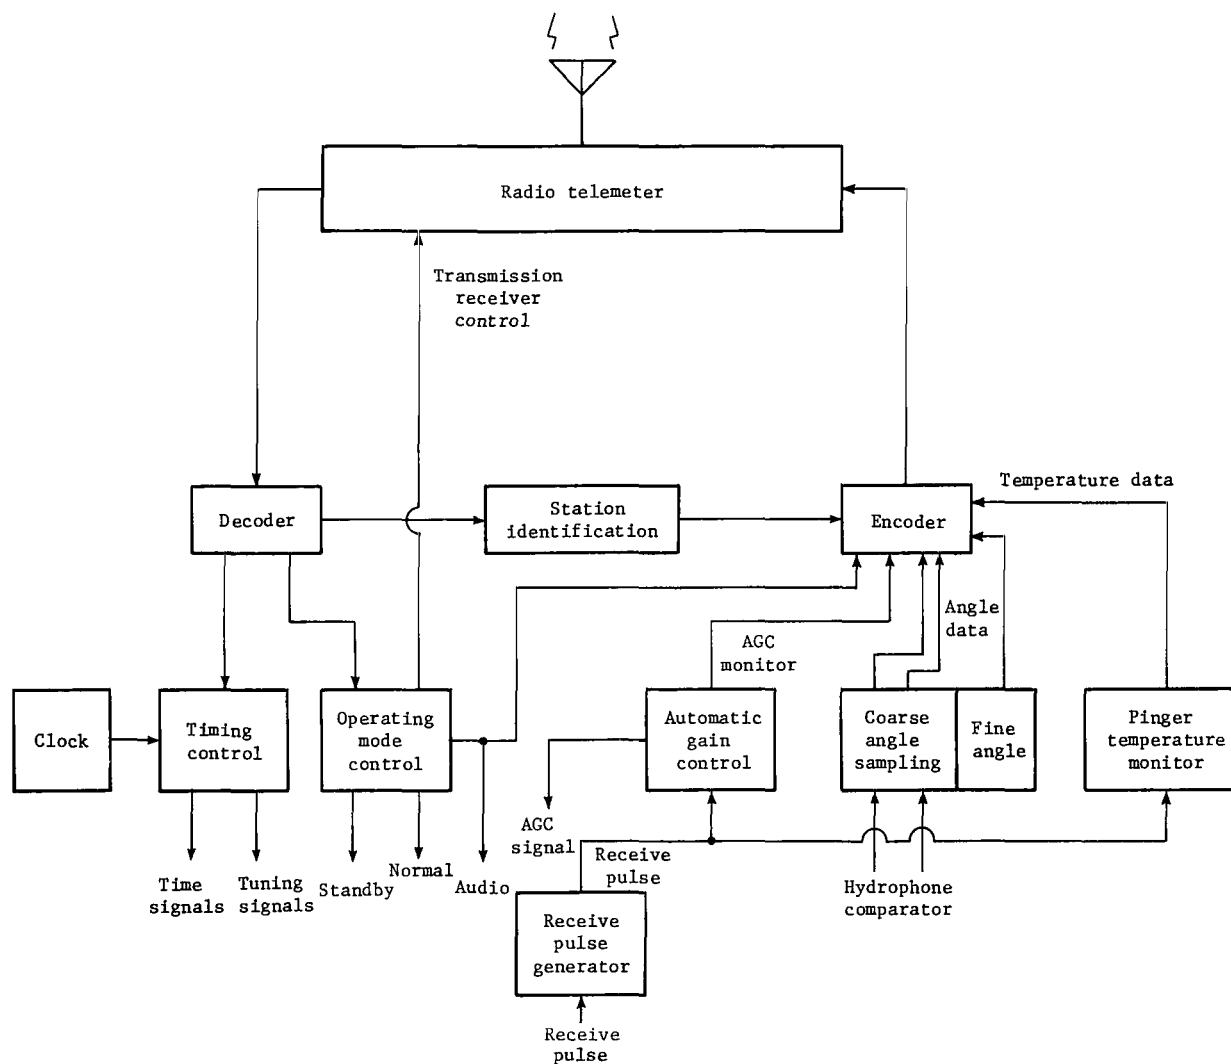 Radio telemeter
Transmission
receiver
control
Temperature data
Decoder
Station
identification
Encoder
Angle
data
AGC
monitor
Clock
Timing
control
Operating
mode
control
Automatic
gain
control
Coarse
angle
sampling
Fine
angle
Pinger
temperature
monitor
AGC
signal
Time
signals
Tuning
signals
Standby
Normal
Audio
Receive
pulse
Hydrophone
comparator
Receive
pulse
generator
Receive
pulse